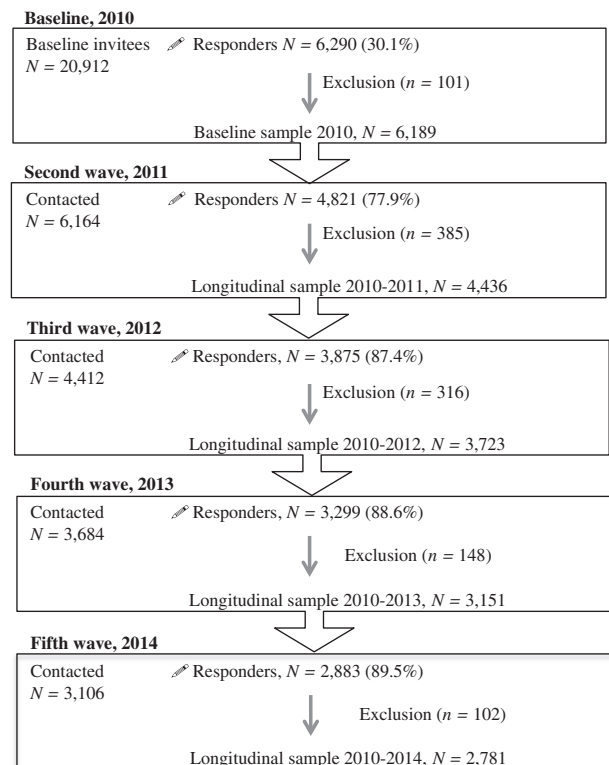 Baseline, 2010
Baseline invitees Responders N = 6,290 (30.1%)
N = 20,912
Exclusion (n = 101)
Baseline sample 2010, N = 6,189
Second wave, 2011
Contacted Responders N = 4,821 (77.9%)
N = 6,164
Exclusion (n = 385)
Longitudinal sample 2010-2011, N = 4,436
Third wave, 2012
Contacted Responders, N = 3,875 (87.4%)
N = 4,412
Exclusion (n = 316)
Longitudinal sample 2010-2012, N = 3,723
Fourth wave, 2013
Contacted Responders, N = 3,299 (88.6%)
N = 3,684
Exclusion (n = 148)
Longitudinal sample 2010-2013, N = 3,151
Fifth wave, 2014
Contacted Responders, N = 2,883 (89.5%)
N = 3,106
Exclusion (n = 102)
Longitudinal sample 2010-2014, N = 2,781